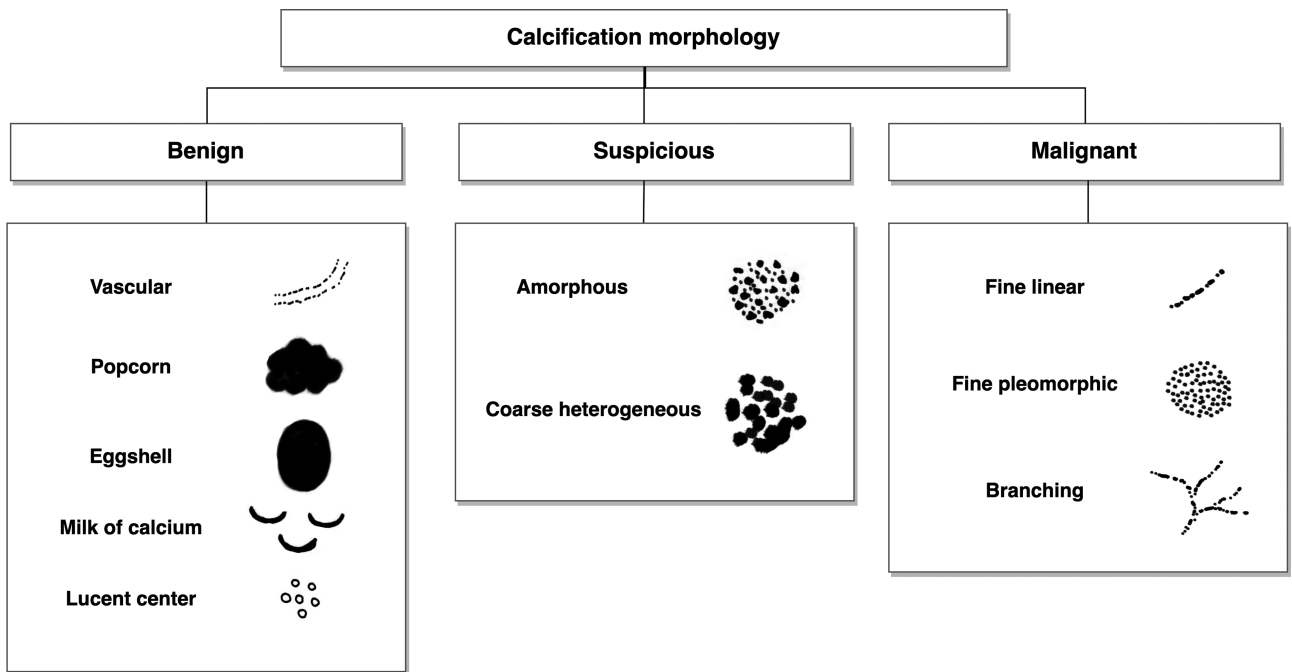 Calcification morphology
Benign
Suspicious
Malignant
Vascular
Popcorn
Eggshell
Milk of calcium
Lucent center
Amorphous
Coarse heterogeneous
Fine linear
Fine pleomorphic
Branching